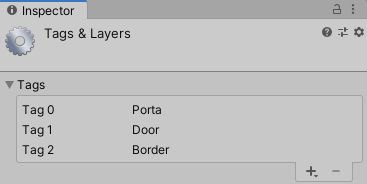 Inspector
Tags & Layers
Tags
Tag 0 Porta
Tag 1 Door
Tag 2 Border